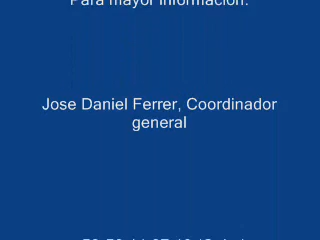 Para mayor información:
Jose Daniel Ferrer, Coordinador
general